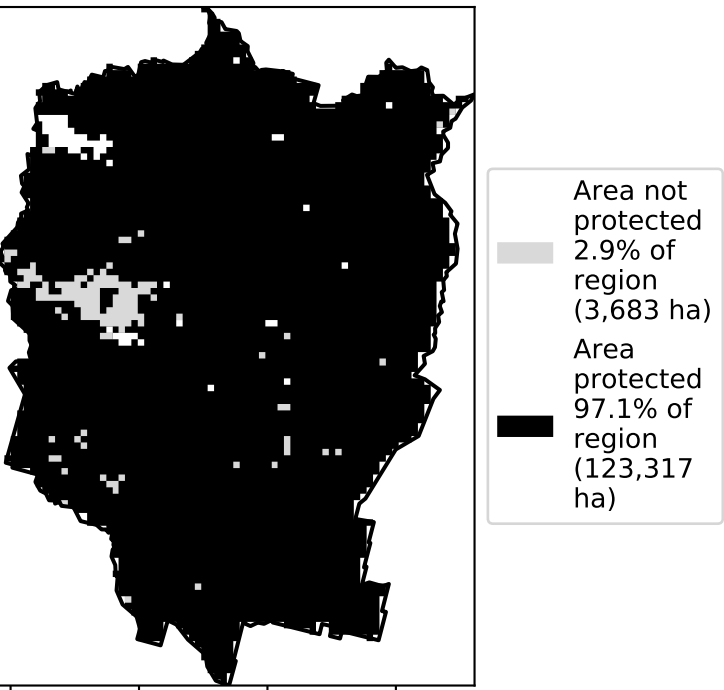 Area not
protected
2.9% of
region
(3,683 ha)
Area
protected
97.1% of
region
(123,317
ha)